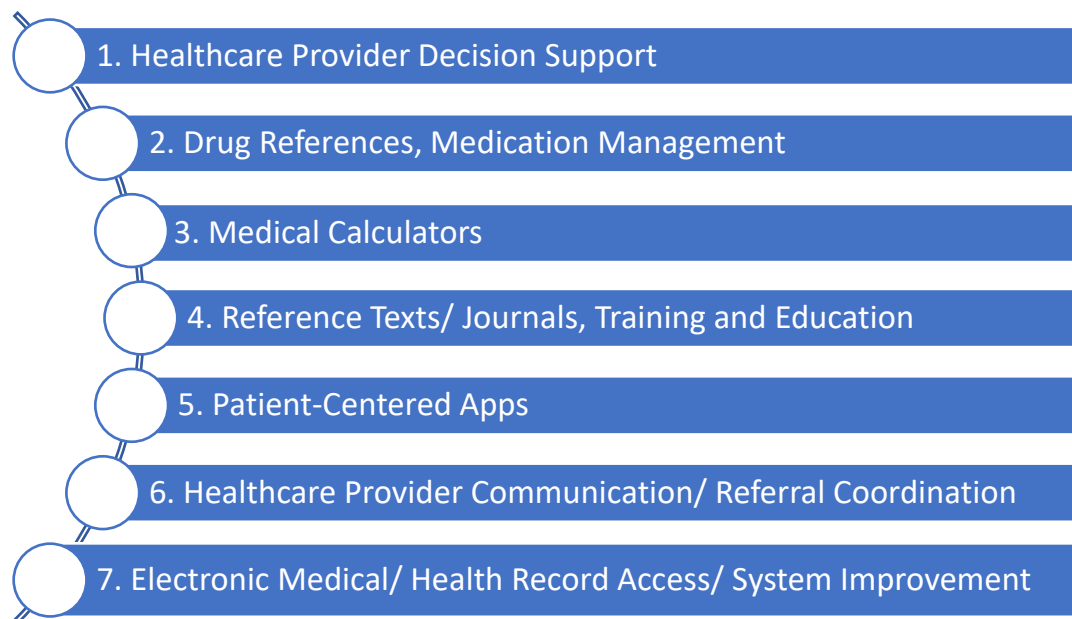 1. Healthcare Provider Decision Support
2. Drug References, Medication Management
3. Medical Calculators
4. Reference Texts/ Journals, Training and Education
5. Patient-Centered Apps
6. Healthcare Provider Communication/ Referral Coordination
7. Electronic Medical/ Health Record Access/ System Improvement